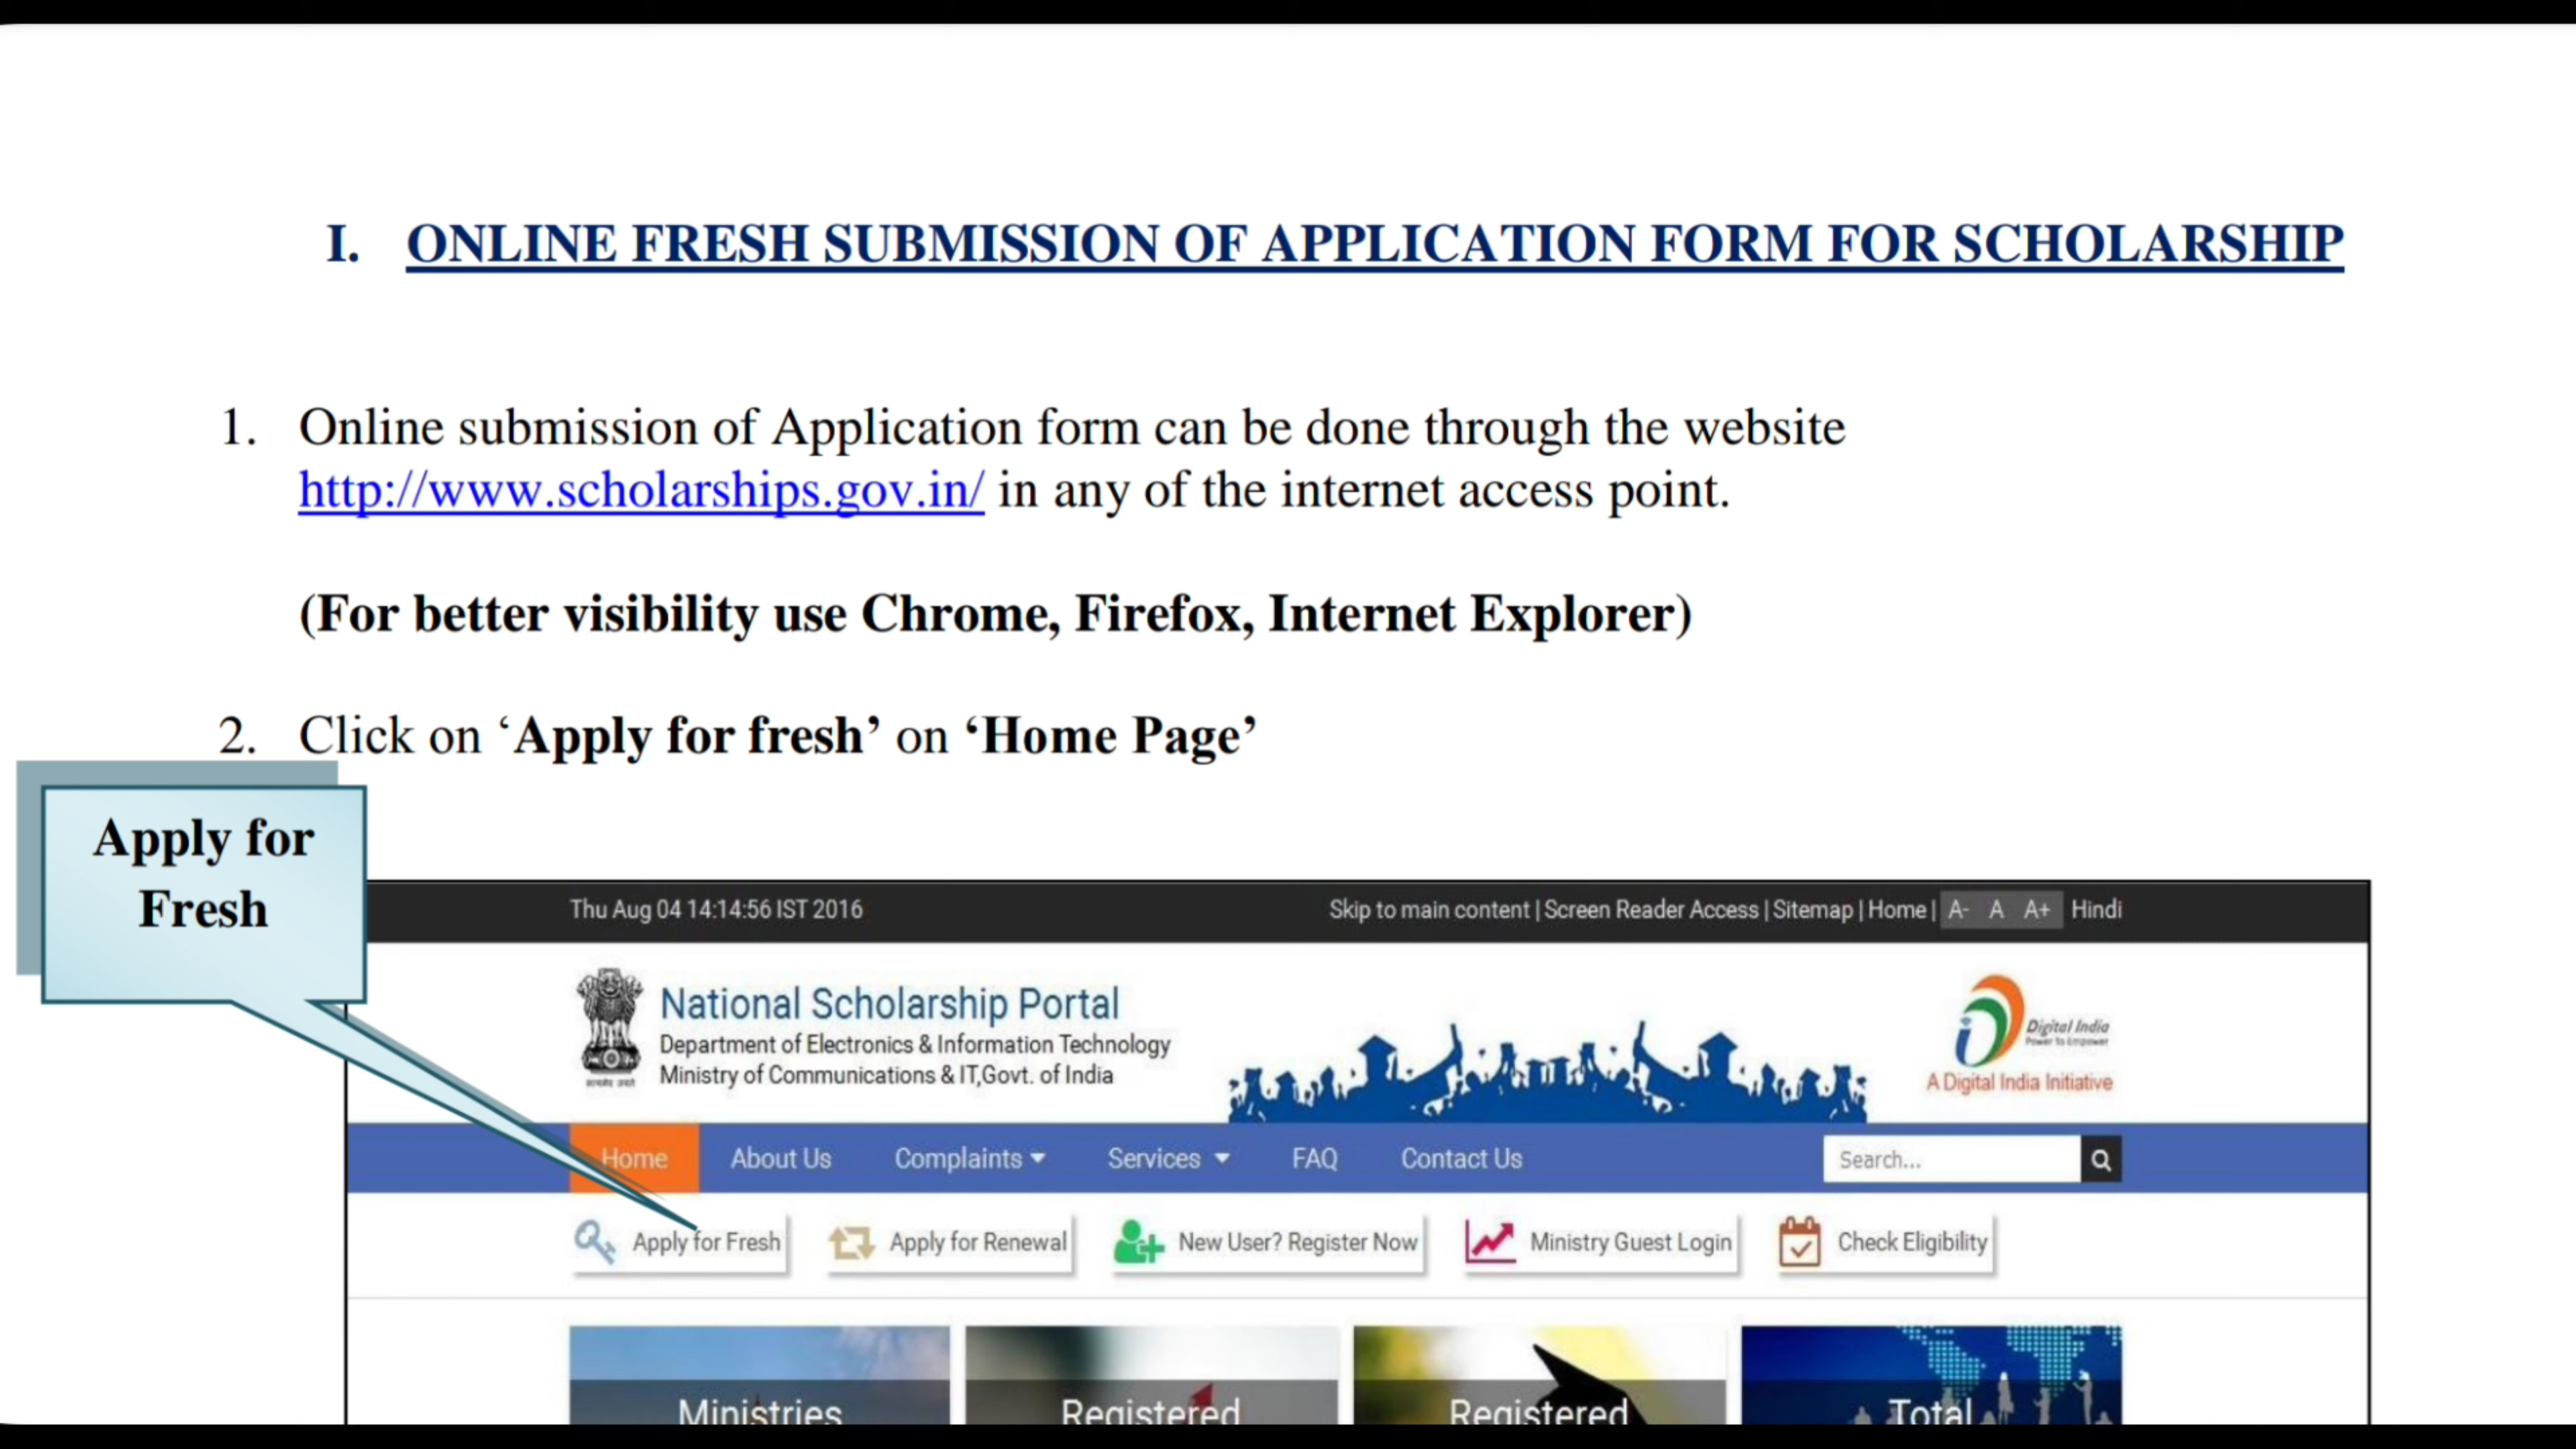 I. ONLINE FRESH SUBMISSION OF APPLICATION FORM FOR SCHOLARSHIP
1. Online submission of Application form can be done through the website
http://www.scholarships.gov.in/ in any of the internet access point.
(For better visibility use Chrome, Firefox, Internet Explorer)
2. Click on ‘Apply for fresh’ on ‘Home Page’
Apply for
Fresh
Thu Aug 04 14:14:56 IST 2016 Skip to main content | Screen Reader Access | Sitemap | Home | A- A A+ Hindi
National Scholarship Portal
Department of Electronics & Information Technology
Ministry of Communications & IT,Govt. of India
Digital India
Power To Empower
A Digital India Initiative
Home About Us Complaints Services FAQ Contact Us Search...
Apply for Fresh Apply for Renewal New User? Register Now Ministry Guest Login Check Eligibility
Ministries Registered Registered Total